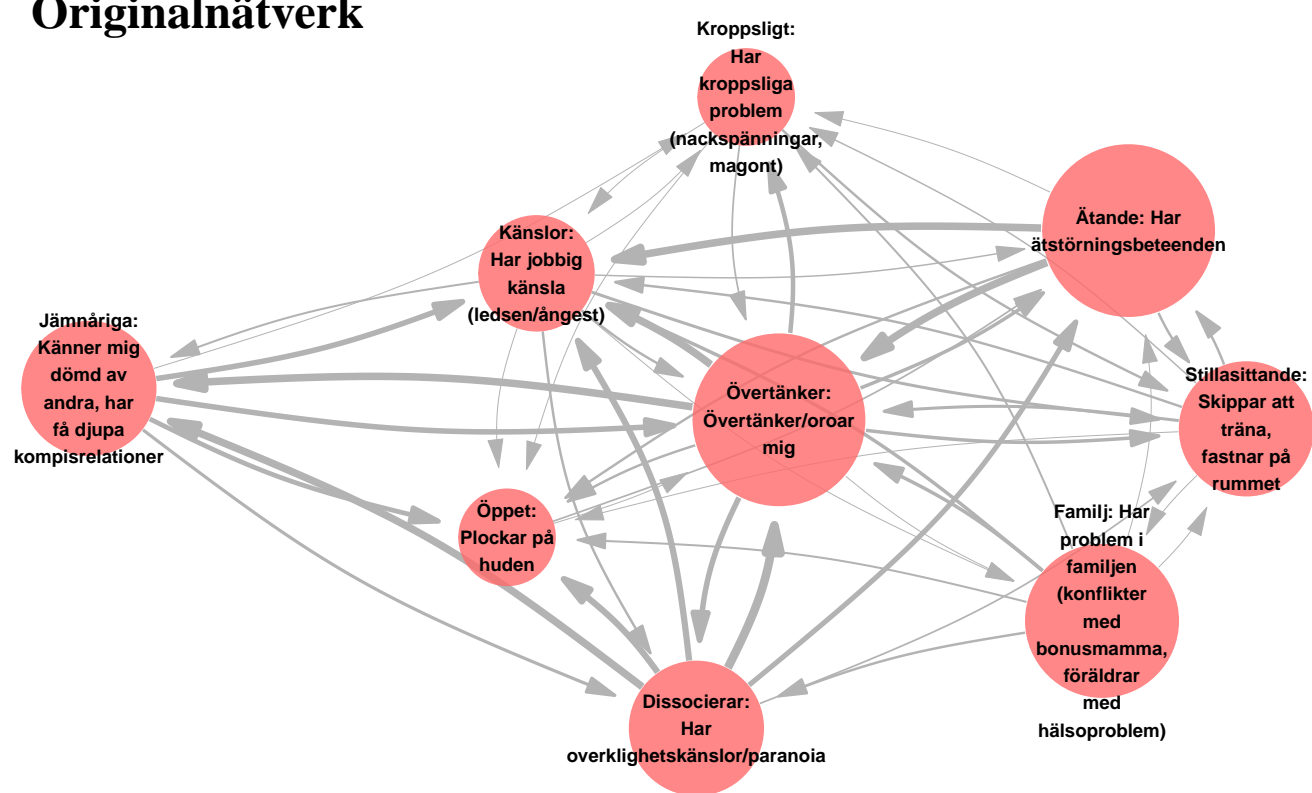 Originalnätverk
Kroppsligt:
Har
kroppsliga
problem
(nackspänningar,
magont)
Ätande: Har
ätstörningsbeteenden
Känslor:
Har jobbig
känsla
(ledsen/ångest)
Jämnåriga:
Känner mig
dömd av
andra, har
få djupa
kompisrelationer
Övertänker:
Övertänker/oroar
mig
Stillasittande:
Skippar att
träna,
fastnar på
rummet
Öppet:
Plockar på
huden
Familj: Har
problem i
familjen
(konflikter
med
bonusmamma,
föräldrar
med
hälsoproblem)
Dissocierar:
Har
overklighetskänslor/paranoia